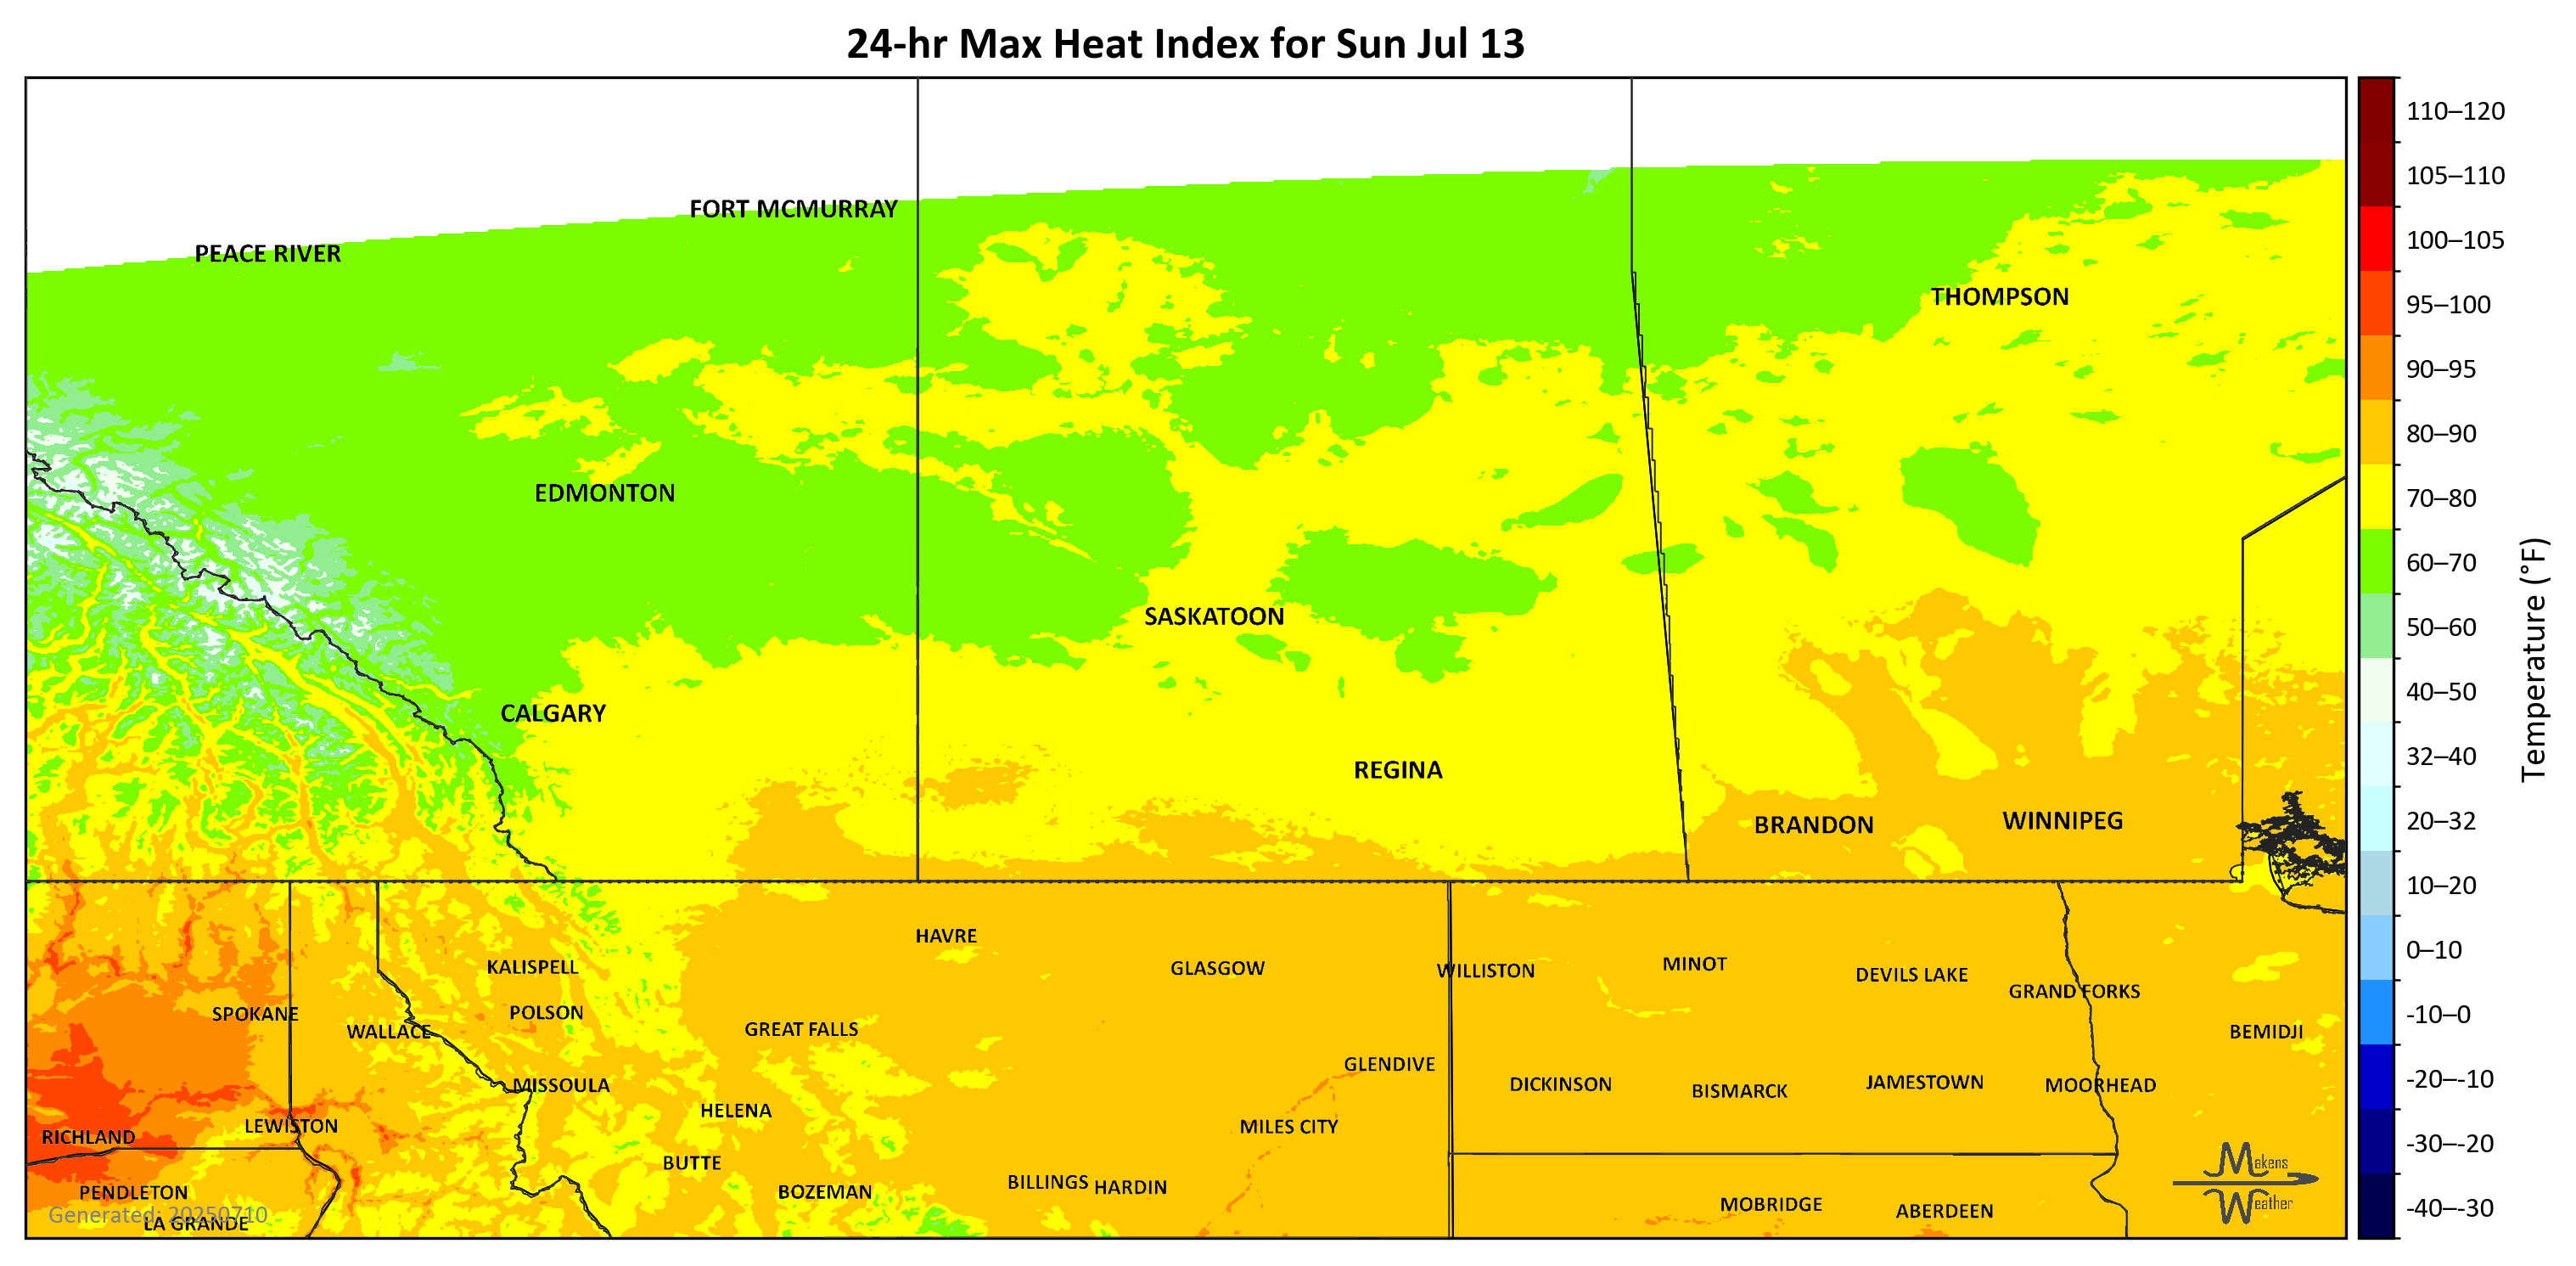 24-hr Max Heat Index for Sun Jul 13
110–120
105–110
FORT MCMURRAY
PEACE RIVER
100–105
THOMPSON
95–100
90–95
80–90
EDMONTON
70–80
60–70
SASKATOON
50–60
Temperature (°F)
40–50
CALGARY
32–40
REGINA
BRANDON
WINNIPEG
20–32
10–20
HAVRE
0–10
KALISPELL
GLASGOW
WILLISTON
MINOT
DEVILS LAKE
GRAND FORKS
SPOKANE
POLSON
-10–0
WALLACE
GREAT FALLS
BEMIDJI
GLENDIVE
-20–-10
MISSOULA
DICKINSON
BISMARCK
JAMESTOWN
MOORHEAD
HELENA
LEWISTON
MILES CITY
RICHLAND
-30–-20
BUTTE
Makens
Weather
PENDLETON
BOZEMAN
BILLINGS
HARDIN
MOBRIDGE
ABERDEEN
-40–-30
Generated: 20250710
LA GRANDE